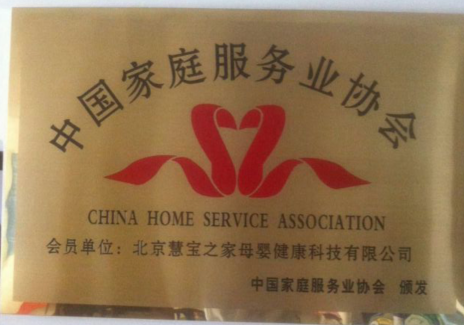 中国家庭服务业协会
CHINA HOME SERVICE ASSOCIATION
会员单位：北京慧宝之家母婴健康科技有限公司
中国家庭服务业协会 颁发